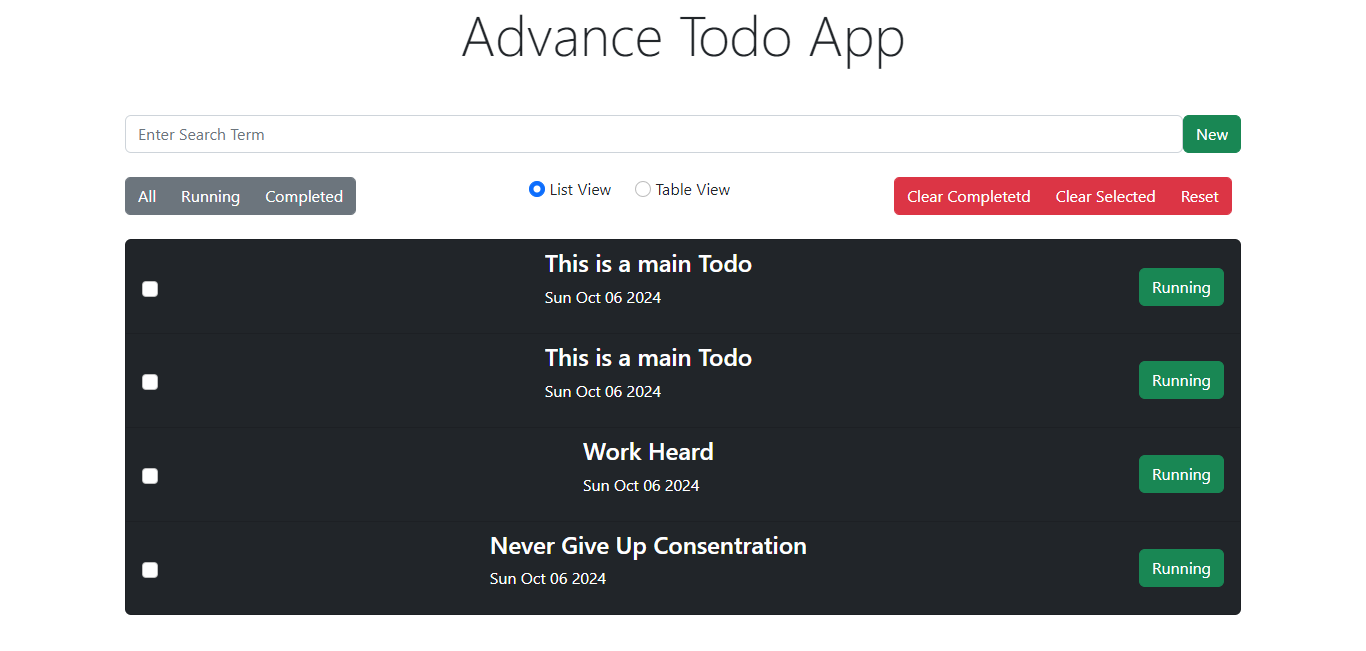 Advance Todo App
Enter Search Term New
All Running Completed List View Table View Clear Completetd Clear Selected Reset
This is a main Todo
Sun Oct 06 2024
Running
This is a main Todo
Sun Oct 06 2024
Running
Work Heard
Sun Oct 06 2024
Running
Never Give Up Consentration
Sun Oct 06 2024
Running